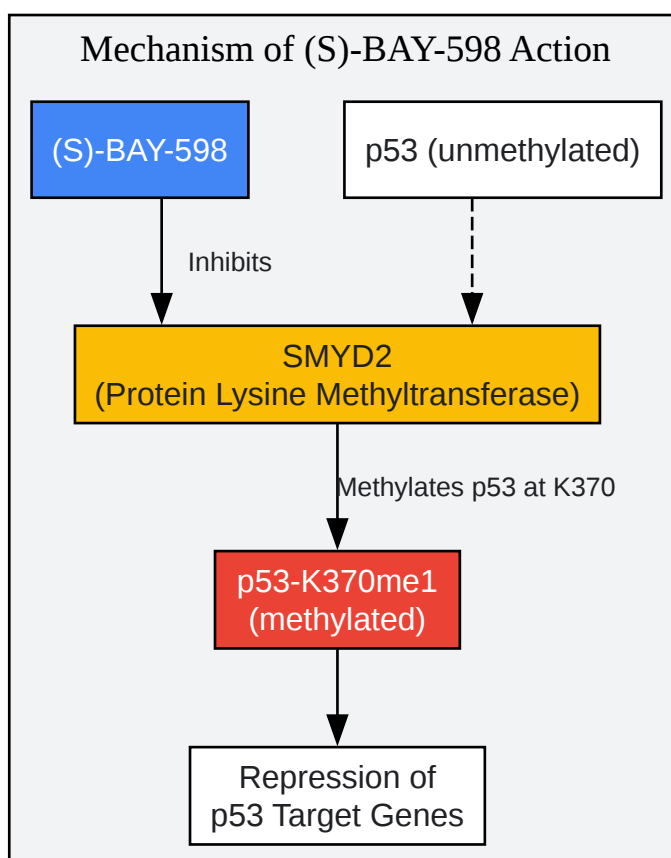 Mechanism of (S)-BAY-598 Action
(S)-BAY-598
p53 (unmethylated)
Inhibits
SMYD2
(Protein Lysine Methyltransferase)
Methylates p53 at K370
p53-K370me1
(methylated)
Repression of
p53 Target Genes